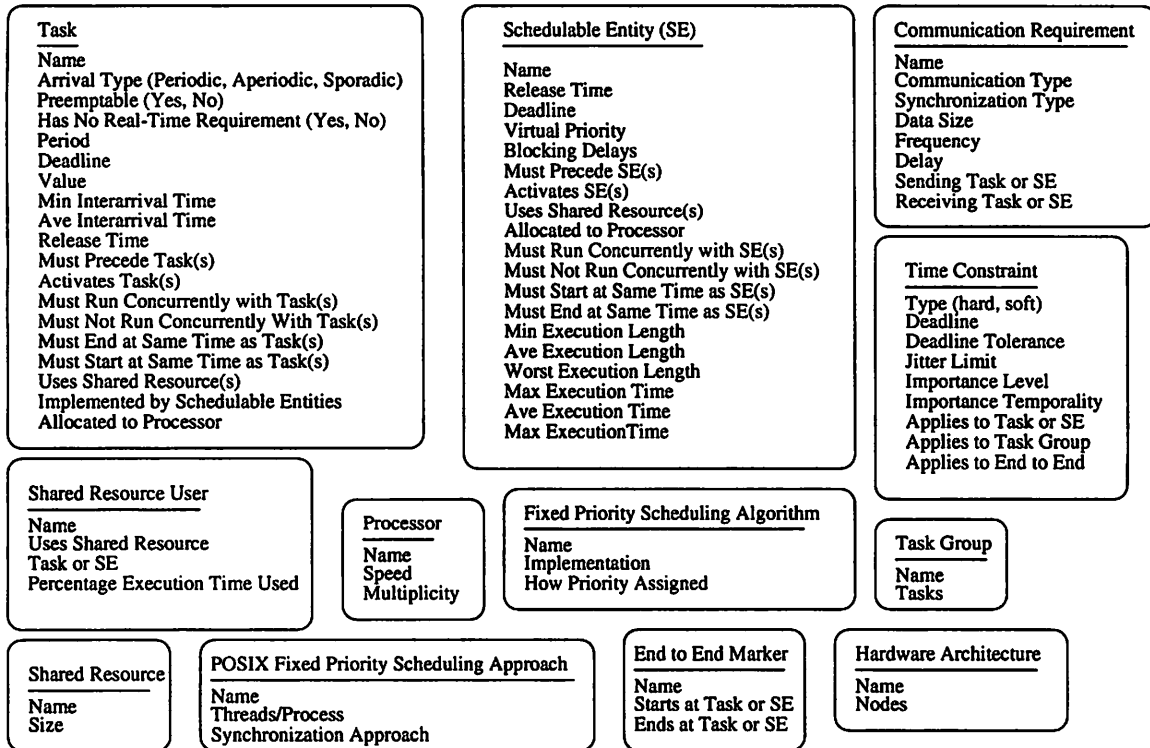 Task
Name
Arrival Type (Periodic, Aperiodic, Sporadic)
Preemptable (Yes, No)
Has No Real-Time Requirement (Yes, No)
Period
Deadline
Value
Min Interarrival Time
Ave Interarrival Time
Release Time
Must Precede Task(s)
Activates Task(s)
Must Run Concurrently with Task(s)
Must Not Run Concurrently With Task(s)
Must End at Same Time as Task(s)
Must Start at Same Time as Task(s)
Uses Shared Resource(s)
Implemented by Schedulable Entities
Allocated to Processor
Schedulable Entity (SE)
Name
Release Time
Deadline
Virtual Priority
Blocking Delays
Must Precede SE(s)
Activates SE(s)
Uses Shared Resource(s)
Allocated to Processor
Must Run Concurrently with SE(s)
Must Not Run Concurrently with SE(s)
Must Start at Same Time as SE(s)
Must End at Same Time as SE(s)
Min Execution Length
Ave Execution Length
Worst Execution Length
Max Execution Time
Ave Execution Time
Max ExecutionTime
Communication Requirement
Name
Communication Type
Synchronization Type
Data Size
Frequency
Delay
Sending Task or SE
Receiving Task or SE
Time Constraint
Type (hard, soft)
Deadline
Deadline Tolerance
Jitter Limit
Importance Level
Importance Temporality
Applies to Task or SE
Applies to Task Group
Applies to End to End
Shared Resource User
Name
Uses Shared Resource
Task or SE
Percentage Execution Time Used
Processor
Name
Speed
Multiplicity
Fixed Priority Scheduling Algorithm
Name
Implementation
How Priority Assigned
Task Group
Name
Tasks
Shared Resource
Name
Size
POSIX Fixed Priority Scheduling Approach
Name
Threads/Process
Synchronization Approach
End to End Marker
Name
Starts at Task or SE
Ends at Task or SE
Hardware Architecture
Name
Nodes